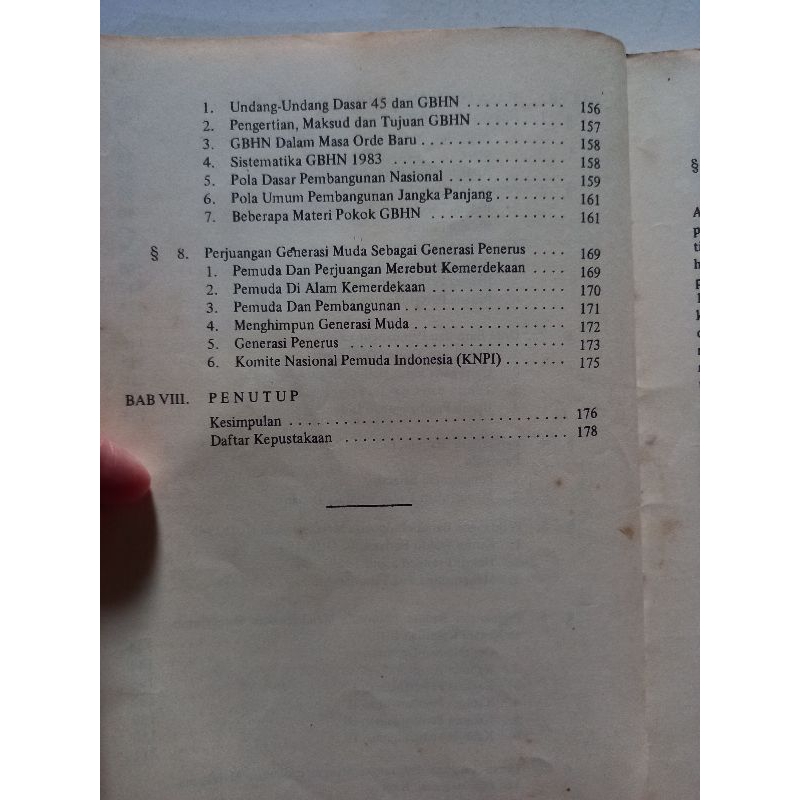 1. Undang-Undang Dasar 45 dan GBHN . . . . . . . . . . . 156
2. Pengertian, Maksud dan Tujuan GBHN . . . . . . . . . . 157
3. GBHN Dalam Masa Orde Baru . . . . . . . . . . . . . . . . 158
4. Sistematika GBHN 1983 . . . . . . . . . . . . . . . . . . . 158
5. Pola Dasar Pembangunan Nasional . . . . . . . . . . . . . 159
6. Pola Umum Pembangunan Jangka Panjang . . . . . . . . 161
7. Beberapa Materi Pokok GBHN . . . . . . . . . . . . . . . 161
§ 8. Perjuangan Generasi Muda Sebagai Generasi Penerus . . . . 169
1. Pemuda Dan Perjuangan Merebut Kemerdekaan . . . . 169
2. Pemuda Di Alam Kemerdekaan . . . . . . . . . . . . . . . 170
3. Pemuda Dan Pembangunan . . . . . . . . . . . . . . . . . . 171
4. Menghimpun Generasi Muda . . . . . . . . . . . . . . . . . 172
5. Generasi Penerus . . . . . . . . . . . . . . . . . . . . . . . . 173
6. Komite Nasional Pemuda Indonesia (KNPI) . . . . . . . 175
BAB VIII. P E N U T U P
Kesimpulan . . . . . . . . . . . . . . . . . . . . . . . . . . . . . . . 176
Daftar Kepustakaan . . . . . . . . . . . . . . . . . . . . . . . . . 178
§